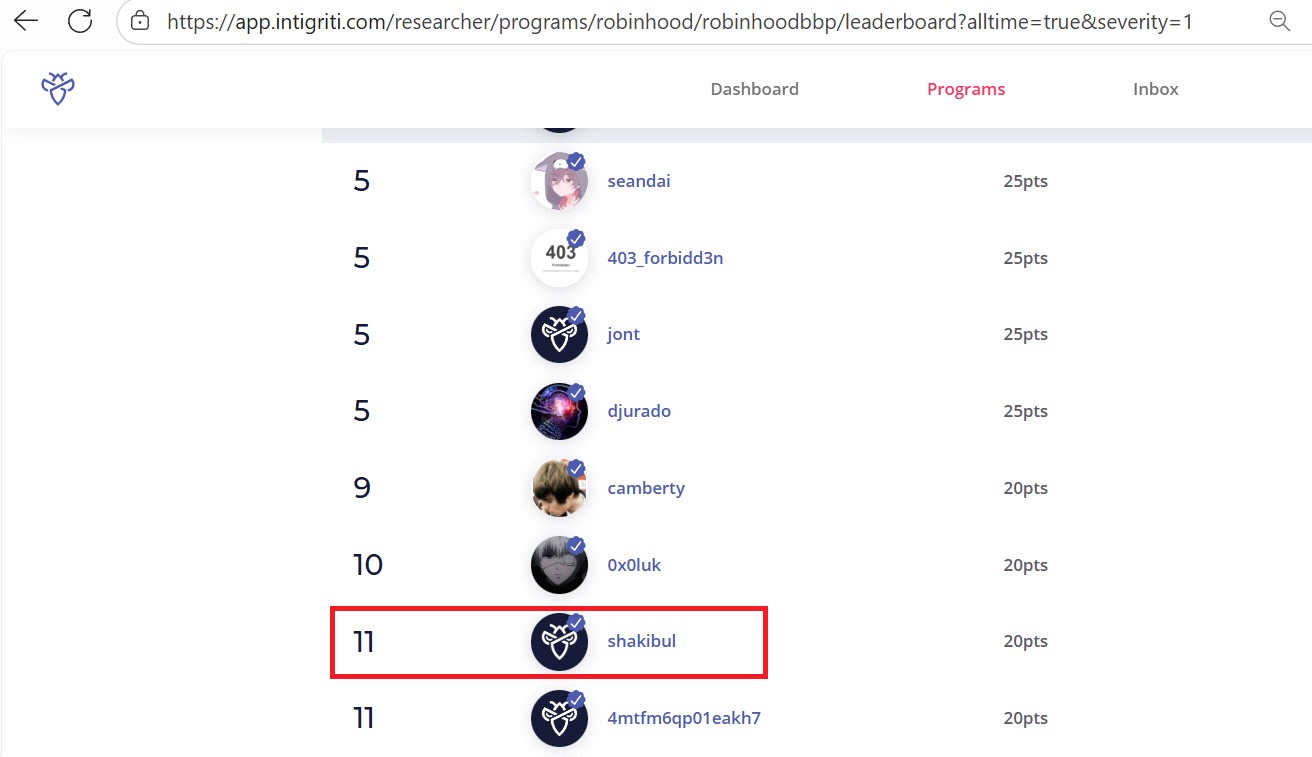 https://app.intigriti.com/researcher/programs/robinhood/robinhoodbbp/leaderboard?alltime=true&severity=1
Dashboard Programs Inbox
5 seandai 25pts
5 403 403_forbidd3n 25pts
5 jont 25pts
5 djurado 25pts
9 camberty 20pts
10 0x0luk 20pts
11 shakibul 20pts
11 4mtfm6qp01eakh7 20pts